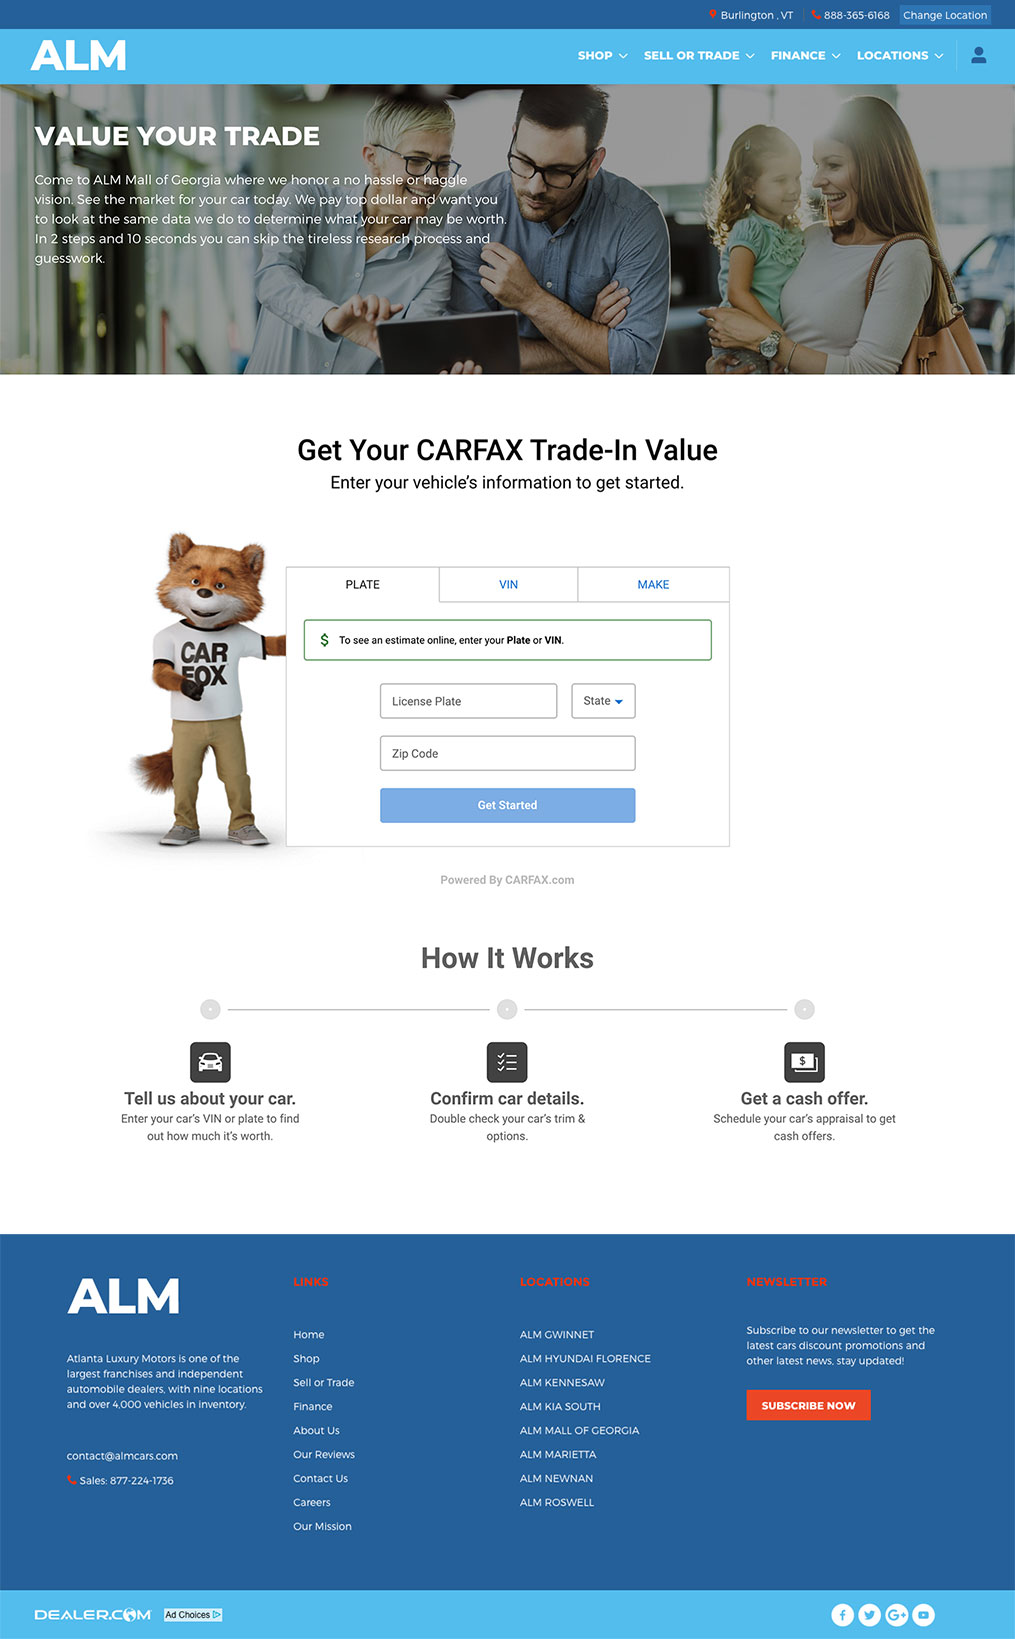 Burlington , VT
888-365-6168
Change Location
ALM
SHOP
SELL OR TRADE
FINANCE
LOCATIONS
VALUE YOUR TRADE
Come to ALM Mall of Georgia where we honor a no hassle or haggle
vision. See the market for your car today. We pay top dollar and want you
to look at the same data we do to determine what your car may be worth.
In 2 steps and 10 seconds you can skip the tireless research process and
guesswork.
Get Your CARFAX Trade-In Value
Enter your vehicle's information to get started.
CAR
FOX
PLATE
VIN
MAKE
$ To see an estimate online, enter your Plate or VIN.
License Plate
State
Zip Code
Get Started
Powered By CARFAX.com
How It Works
$
Tell us about your car.
Enter your car's VIN or plate to find
out how much it's worth.
Confirm car details.
Double check your car's trim &
options.
Get a cash offer.
Schedule your car's appraisal to get
cash offers.
ALM
Atlanta Luxury Motors is one of the
largest franchises and independent
automobile dealers, with nine locations
and over 4,000 vehicles in inventory.
contact@almcars.com
Sales: 877-224-1736
LINKS
Home
Shop
Sell or Trade
Finance
About Us
Our Reviews
Contact Us
Careers
Our Mission
LOCATIONS
ALM GWINNET
ALM HYUNDAI FLORENCE
ALM KENNESAW
ALM KIA SOUTH
ALM MALL OF GEORGIA
ALM MARIETTA
ALM NEWNAN
ALM ROSWELL
NEWSLETTER
Subscribe to our newsletter to get the
latest cars discount promotions and
other latest news, stay updated!
SUBSCRIBE NOW
DEALER.COM
Ad Choices
f
G+